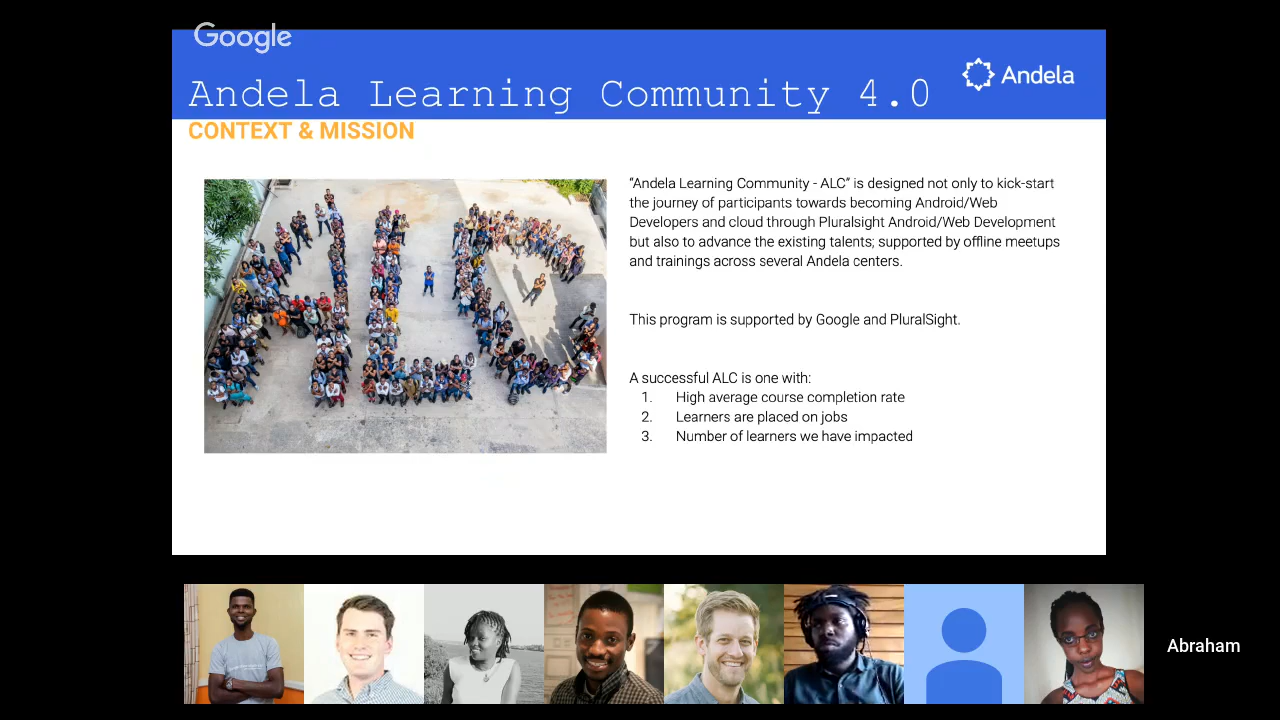 Google
Andela Learning Community 4.0
Andela
CONTEXT & MISSION
“Andela Learning Community - ALC” is designed not only to kick-start
the journey of participants towards becoming Android/Web
Developers and cloud through Pluralsight Android/Web Development
but also to advance the existing talents; supported by offline meetups
and trainings across several Andela centers.
This program is supported by Google and PluralSight.
A successful ALC is one with:
1. High average course completion rate
2. Learners are placed on jobs
3. Number of learners we have impacted
Abraham